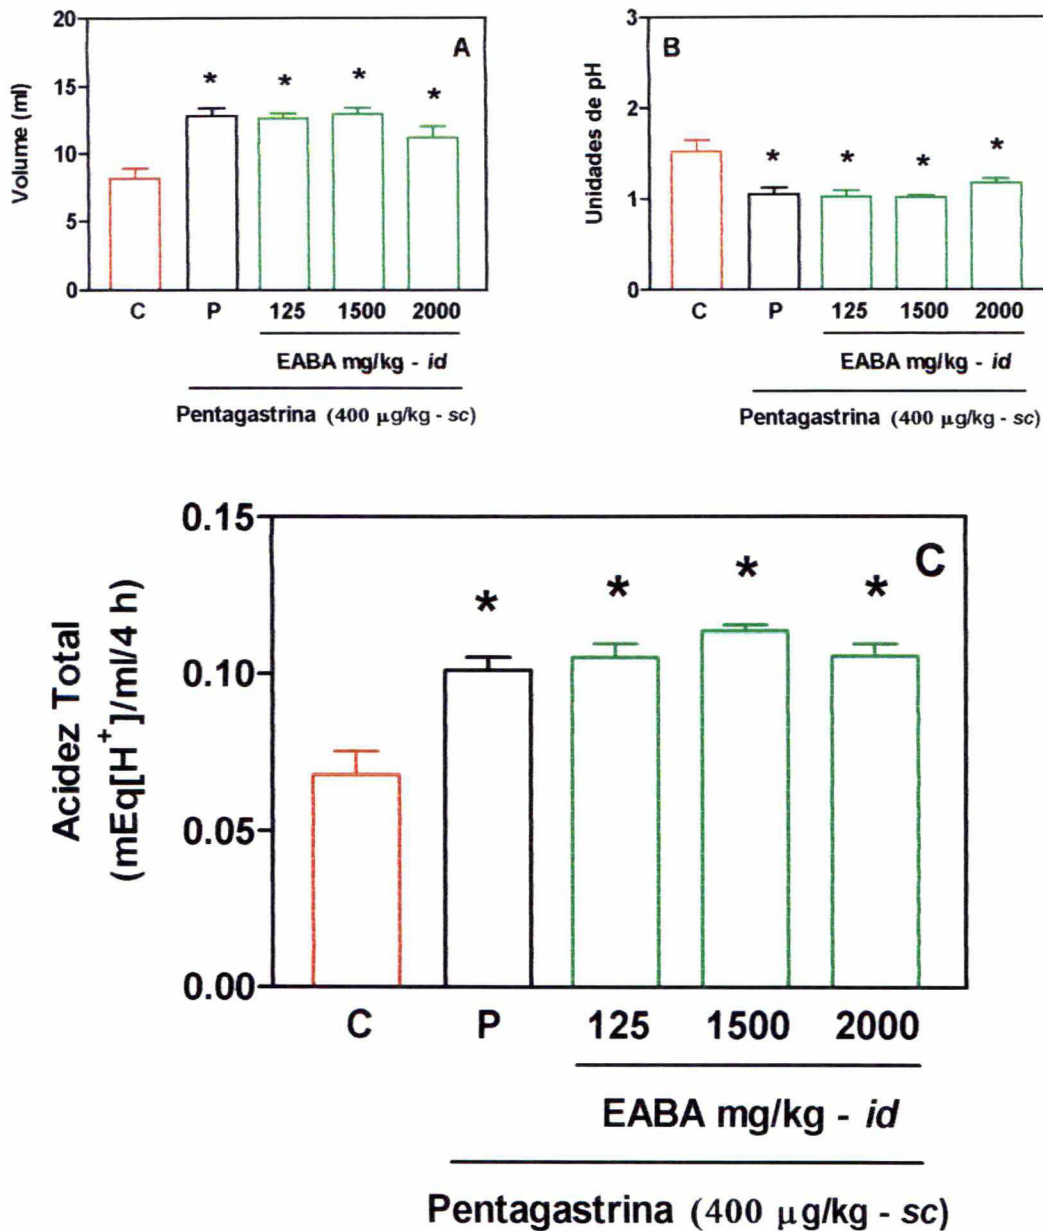 A
Volume (ml)
20
15
10
5
0
* * * *
C P 125 1500 2000
EABA mg/kg - id
Pentagastrina (400 µg/kg - sc)
B
Unidades de pH
3
2
1
0
* * * *
C P 125 1500 2000
EABA mg/kg - id
Pentagastrina (400 µg/kg - sc)
C
Acidez Total
(mEq[H+]/ml/4 h)
0.15
0.10
0.05
0.00
* * * *
C P 125 1500 2000
EABA mg/kg - id
Pentagastrina (400 µg/kg - sc)